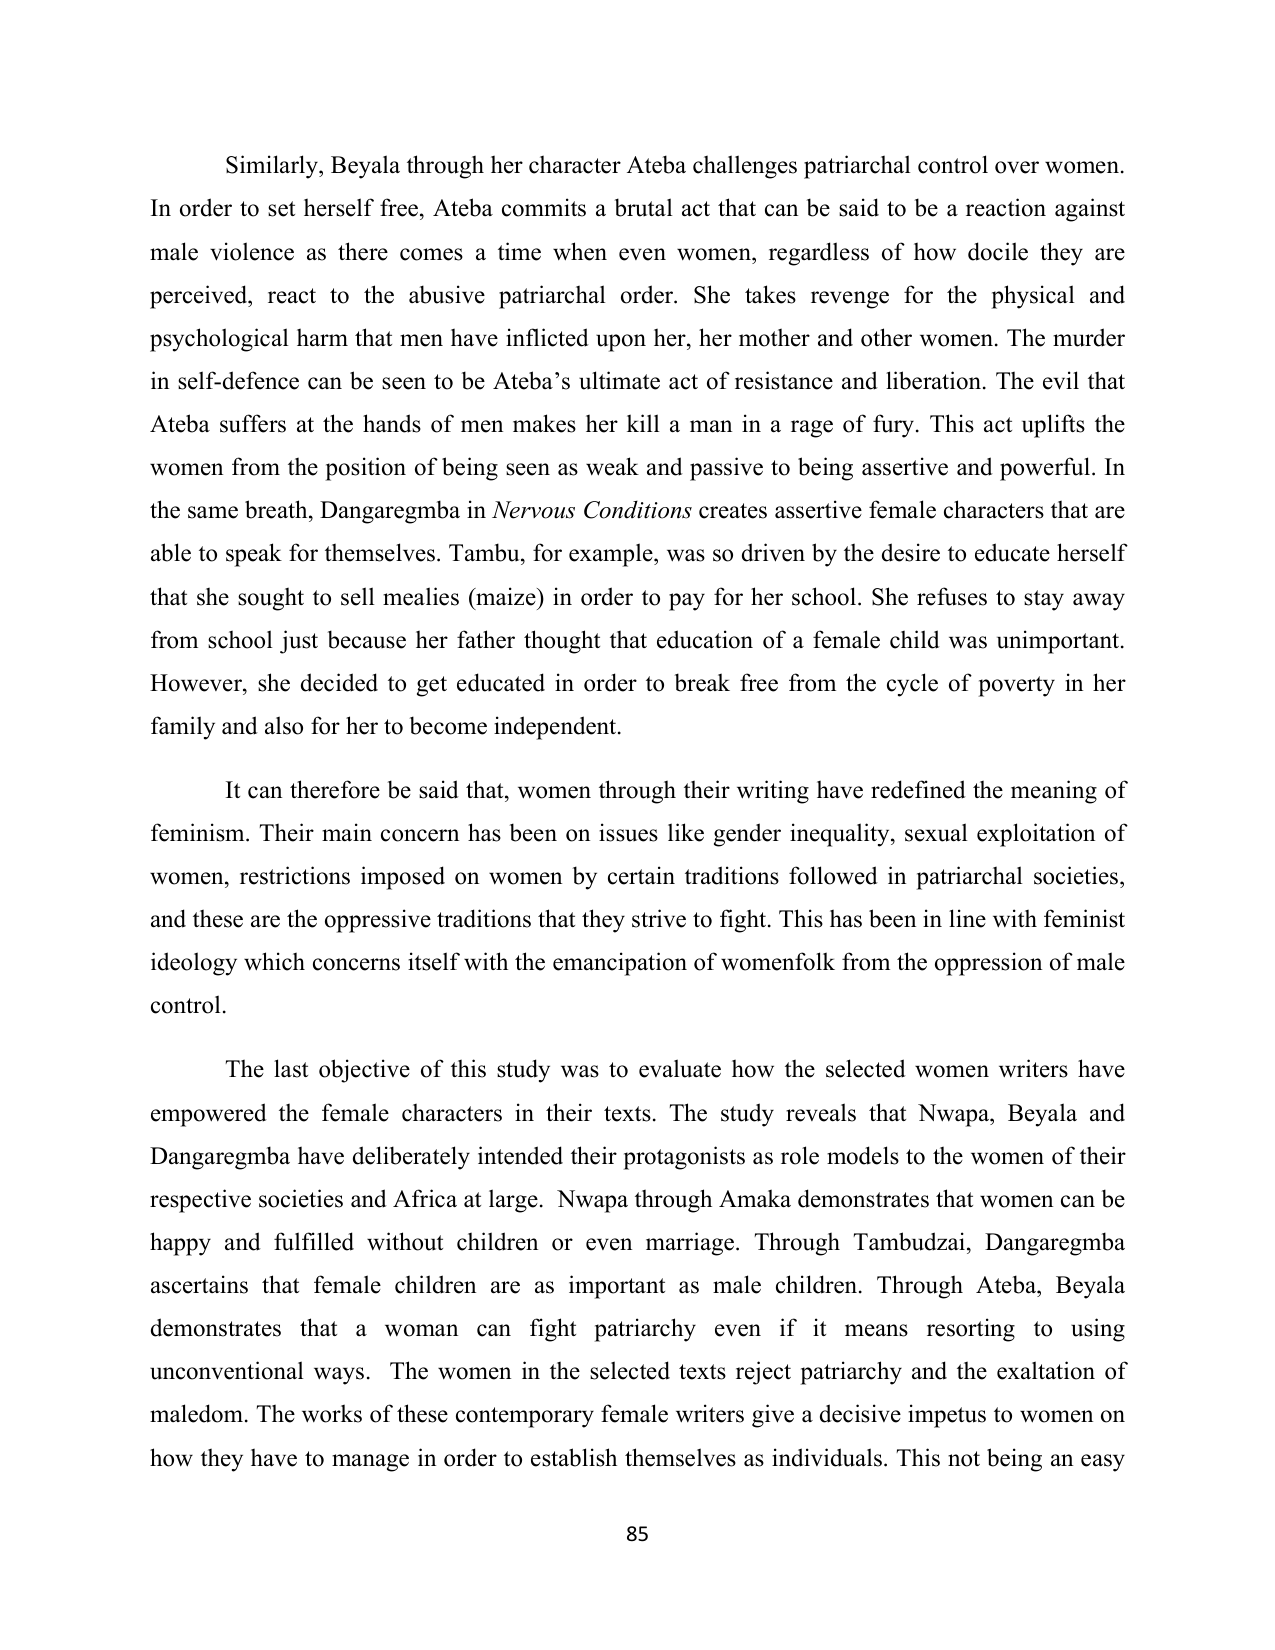 Similarly, Beyala through her character Ateba challenges patriarchal control over women.
In order to set herself free, Ateba commits a brutal act that can be said to be a reaction against
male violence as there comes a time when even women, regardless of how docile they are
perceived, react to the abusive patriarchal order. She takes revenge for the physical and
psychological harm that men have inflicted upon her, her mother and other women. The murder
in self-defence can be seen to be Ateba’s ultimate act of resistance and liberation. The evil that
Ateba suffers at the hands of men makes her kill a man in a rage of fury. This act uplifts the
women from the position of being seen as weak and passive to being assertive and powerful. In
the same breath, Dangaregmba in Nervous Conditions creates assertive female characters that are
able to speak for themselves. Tambu, for example, was so driven by the desire to educate herself
that she sought to sell mealies (maize) in order to pay for her school. She refuses to stay away
from school just because her father thought that education of a female child was unimportant.
However, she decided to get educated in order to break free from the cycle of poverty in her
family and also for her to become independent.
It can therefore be said that, women through their writing have redefined the meaning of
feminism. Their main concern has been on issues like gender inequality, sexual exploitation of
women, restrictions imposed on women by certain traditions followed in patriarchal societies,
and these are the oppressive traditions that they strive to fight. This has been in line with feminist
ideology which concerns itself with the emancipation of womenfolk from the oppression of male
control.
The last objective of this study was to evaluate how the selected women writers have
empowered the female characters in their texts. The study reveals that Nwapa, Beyala and
Dangaregmba have deliberately intended their protagonists as role models to the women of their
respective societies and Africa at large.  Nwapa through Amaka demonstrates that women can be
happy and fulfilled without children or even marriage. Through Tambudzai, Dangaregmba
ascertains that female children are as important as male children. Through Ateba, Beyala
demonstrates that a woman can fight patriarchy even if it means resorting to using
unconventional ways.  The women in the selected texts reject patriarchy and the exaltation of
maledom. The works of these contemporary female writers give a decisive impetus to women on
how they have to manage in order to establish themselves as individuals. This not being an easy
85